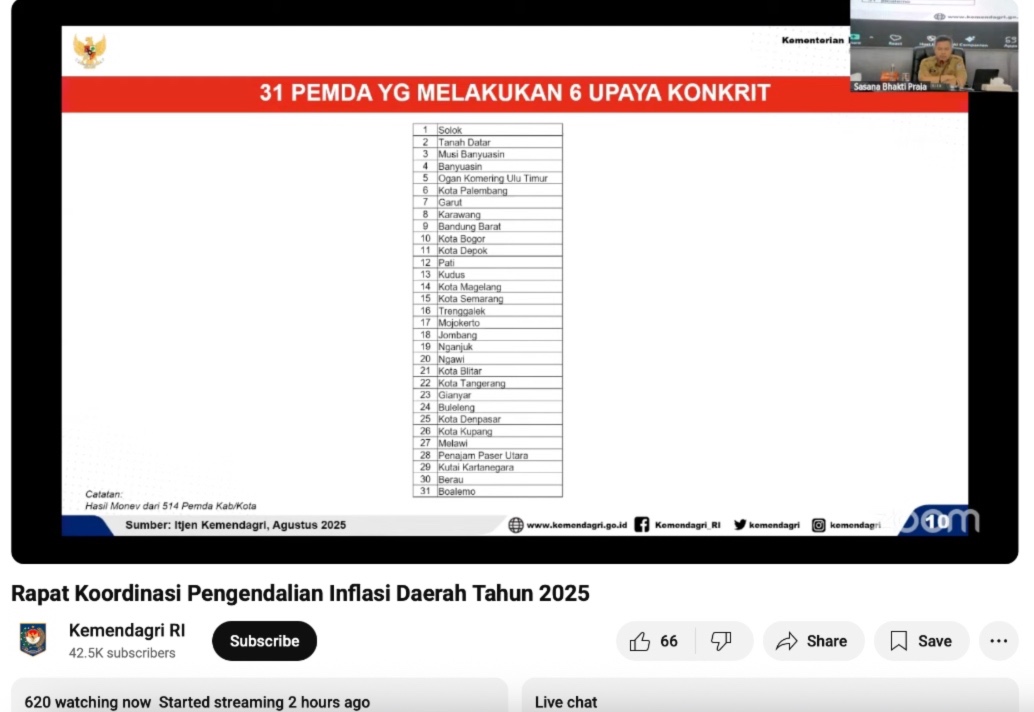 Kementerian
Sasana Bhakti Praja
31 PEMDA YG MELAKUKAN 6 UPAYA KONKRIT
1 Solok
2 Tanah Datar
3 Musi Banyuasin
4 Banyuasin
5 Ogan Komering Ulu Timur
6 Kota Palembang
7 Garut
8 Karawang
9 Bandung Barat
10 Kota Bogor
11 Kota Depok
12 Pati
13 Kudus
14 Kota Magelang
15 Kota Semarang
16 Trenggalek
17 Mojokerto
18 Jombang
19 Nganjuk
20 Ngawi
21 Kota Blitar
22 Kota Tangerang
23 Gianyar
24 Buleleng
25 Kota Denpasar
26 Kota Kupang
27 Melawi
28 Penajam Paser Utara
29 Kutai Kartanegara
30 Berau
31 Boalemo
Catatan:
Hasil Monev dari 514 Pemda Kab/Kota
Sumber: Itjen Kemendagri, Agustus 2025
www.kemendagri.go.id Kemendagri_RI kemendagri kemendagri
10
zoom
Rapat Koordinasi Pengendalian Inflasi Daerah Tahun 2025
Kemendagri RI
42.5K subscribers
Subscribe
66
Share
Save
620 watching now Started streaming 2 hours ago
Live chat